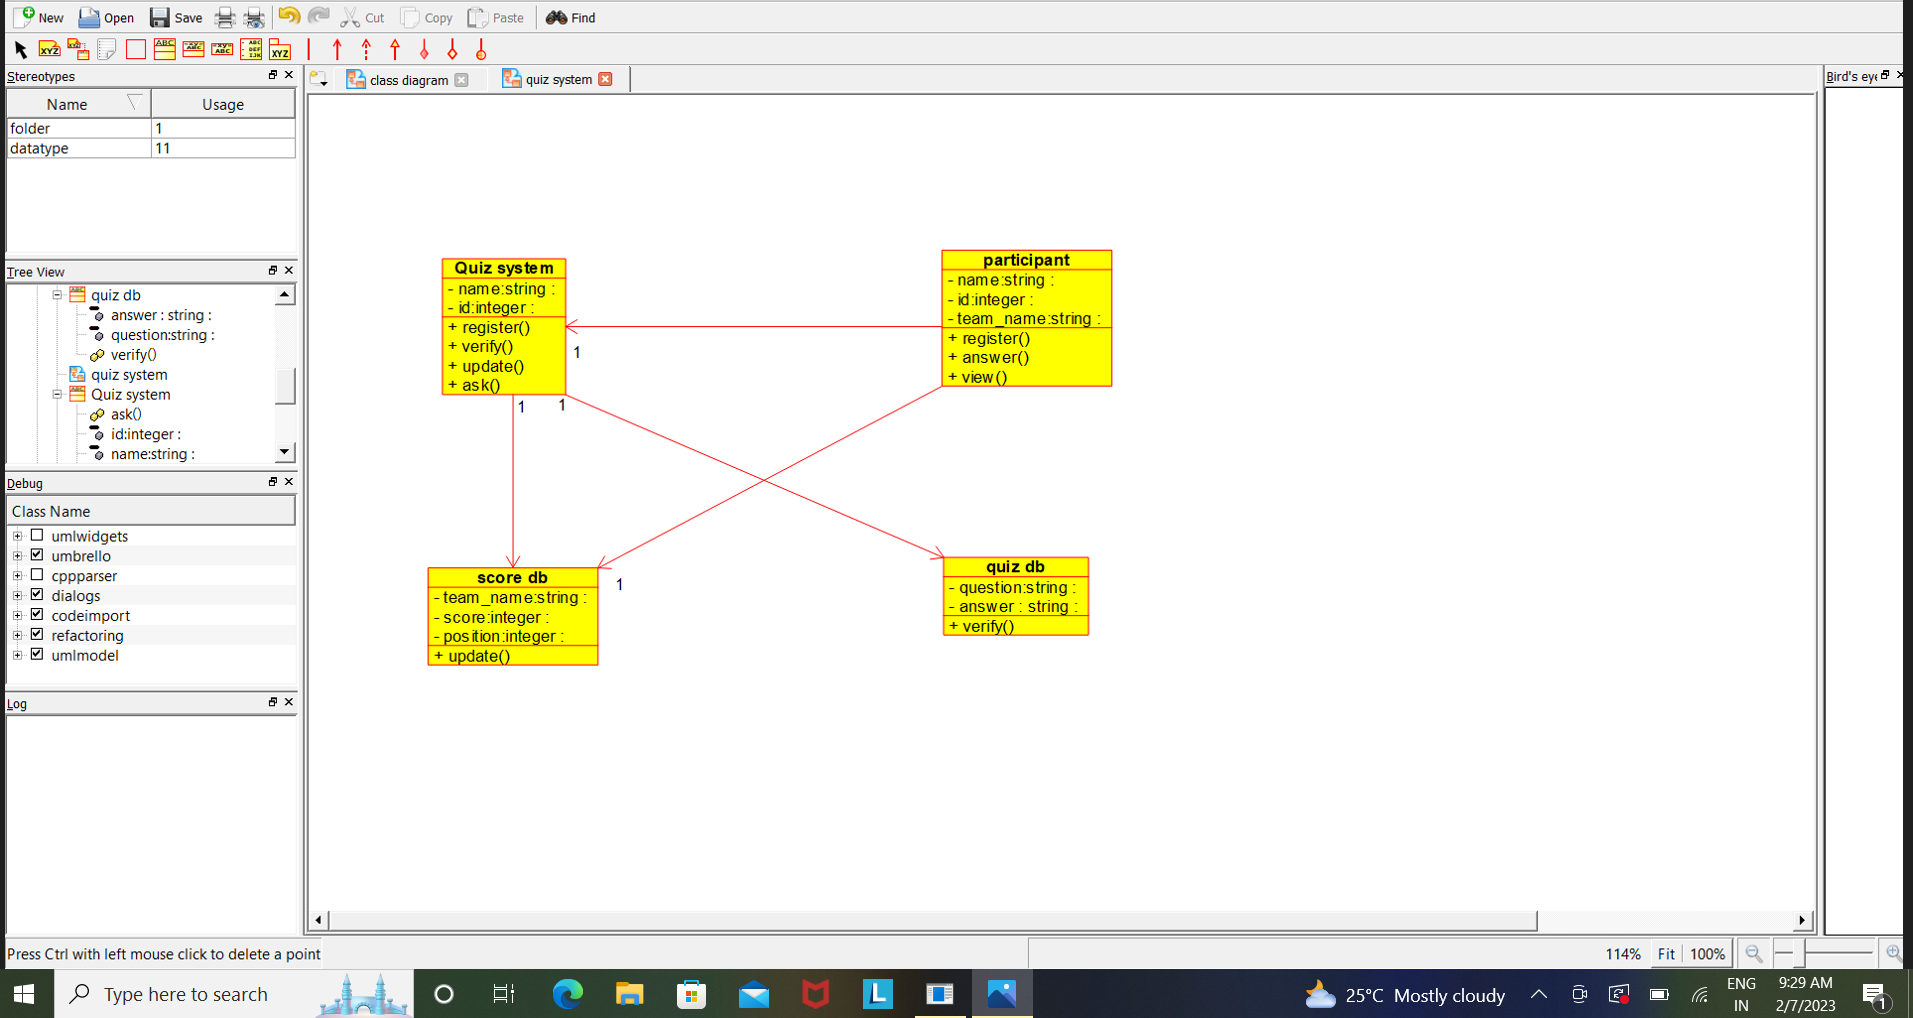 New Open Save Cut Copy Paste Find
Stereotypes
Name Usage
folder 1
datatype 11
Tree View
quiz db
answer : string :
question:string :
verify()
quiz system
Quiz system
ask()
id:integer :
name:string :
Debug
Class Name
umlwidgets
umbrello
cppparser
dialogs
codeimport
refactoring
umlmodel
Log
class diagram quiz system
Bird's eye
Quiz system
- name:string :
- id:integer :
+ register()
+ verify()
+ update()
+ ask()
participant
- name:string :
- id:integer :
- team_name:string :
+ register()
+ answer()
+ view()
1
1
1
score db
- team_name:string :
- score:integer :
- position:integer :
+ update()
1
quiz db
- question:string :
- answer : string :
+ verify()
Press Ctrl with left mouse click to delete a point
114% Fit 100%
Type here to search
L
25°C Mostly cloudy
ENG
IN
9:29 AM
2/7/2023
1